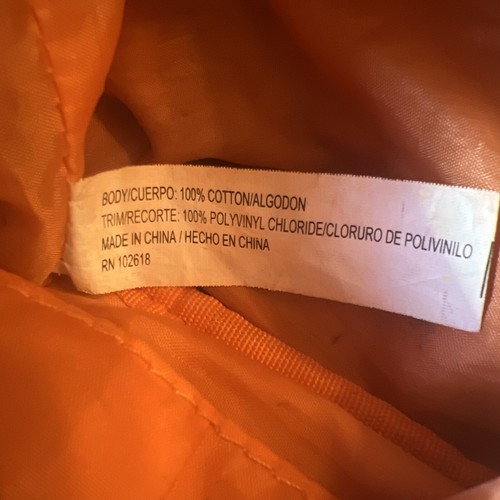 BODY/CUERPO: 100% COTTON/ALGODON
TRIM/RECORTE: 100% POLYVINYL CHLORIDE/CLORURO DE POLIVINILO
MADE IN CHINA / HECHO EN CHINA
RN 102618